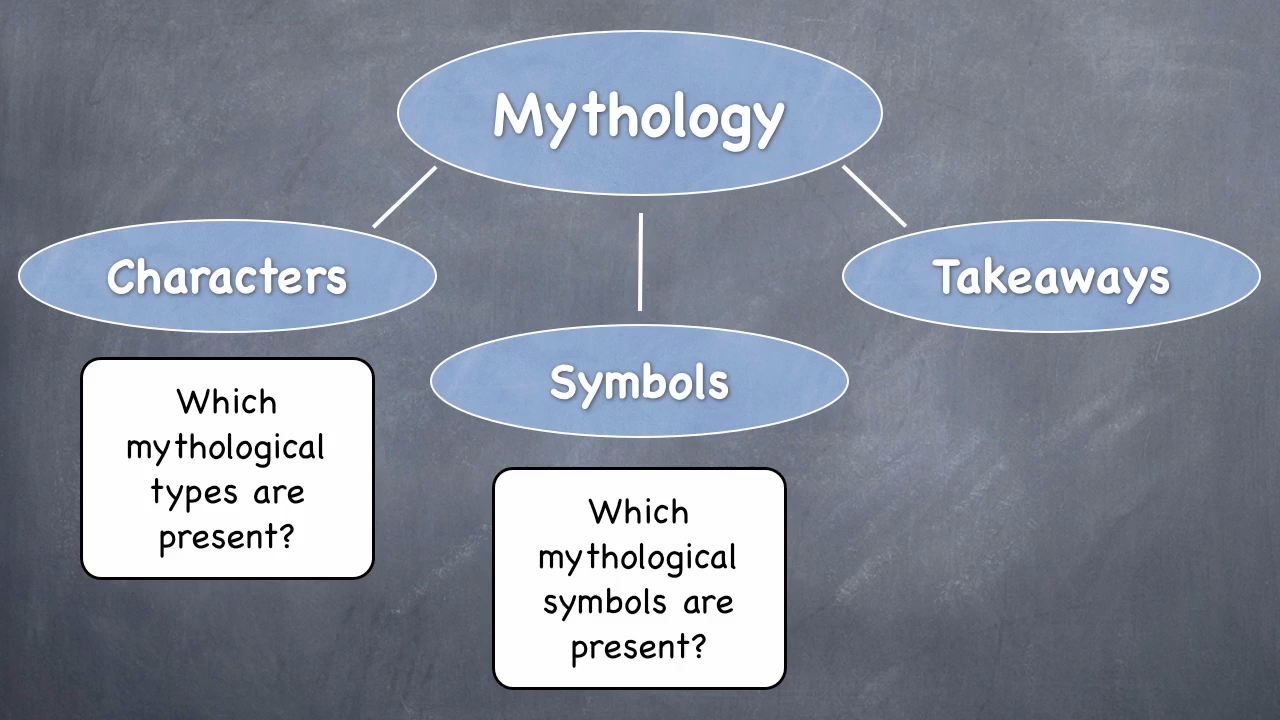 Mythology
Characters
Takeaways
Symbols
Which
mythological
types are
present?
Which
mythological
symbols are
present?